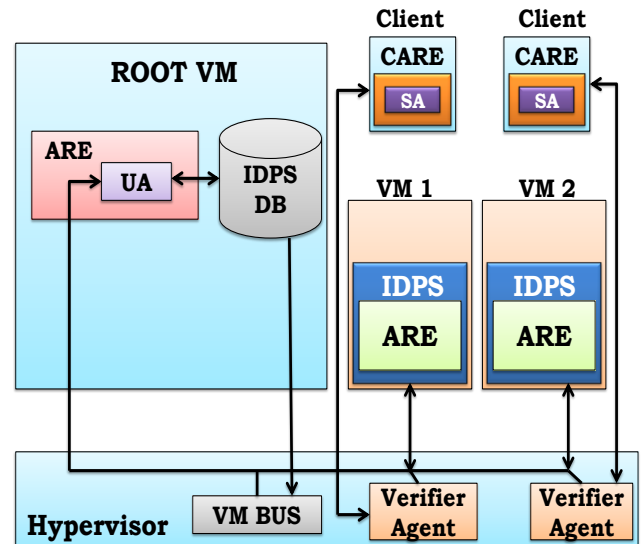 Client
Client
CARE
CARE
SA
SA
ROOT VM
ARE
UA
IDPS
DB
VM 1
VM 2
IDPS
IDPS
ARE
ARE
Hypervisor
VM BUS
Verifier
Agent
Verifier
Agent